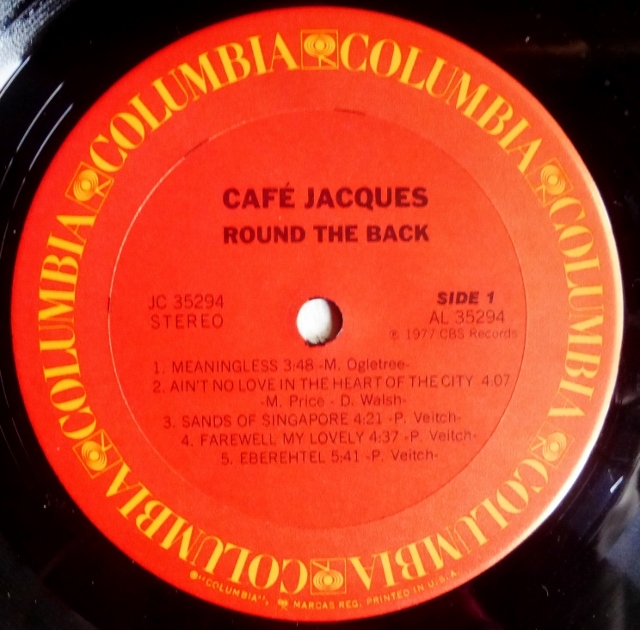 COLUMBIA COLUMBIA COLUMBIA COLUMBIA COLUMBIA COLUMBIA COLUMBIA
CAFÉ JACQUES
ROUND THE BACK
JC 35294
STEREO
SIDE 1
AL 35294
℗ 1977 CBS Records
1. MEANINGLESS 3:48 -M. Ogletree-
2. AIN'T NO LOVE IN THE HEART OF THE CITY 4:07
-M. Price - D. Walsh-
3. SANDS OF SINGAPORE 4:21 -P. Veitch-
4. FAREWELL MY LOVELY 4:37 -P. Veitch-
5. EBEREHTEL 5:41 -P. Veitch-
®"COLUMBIA", MARCAS REG. PRINTED IN U.S.A.